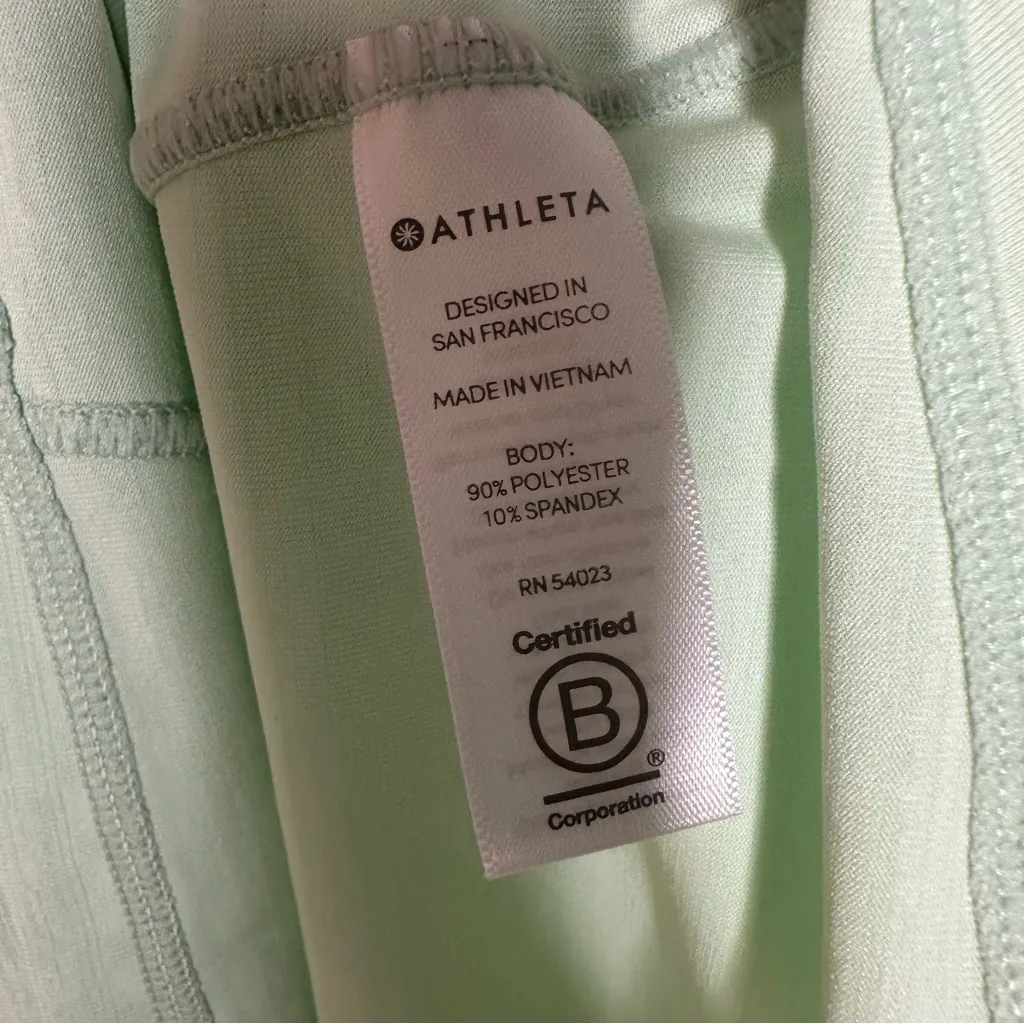 ATHLETA
DESIGNED IN
SAN FRANCISCO
MADE IN VIETNAM
BODY:
90% POLYESTER
10% SPANDEX
RN 54023
Certified
B
®
Corporation